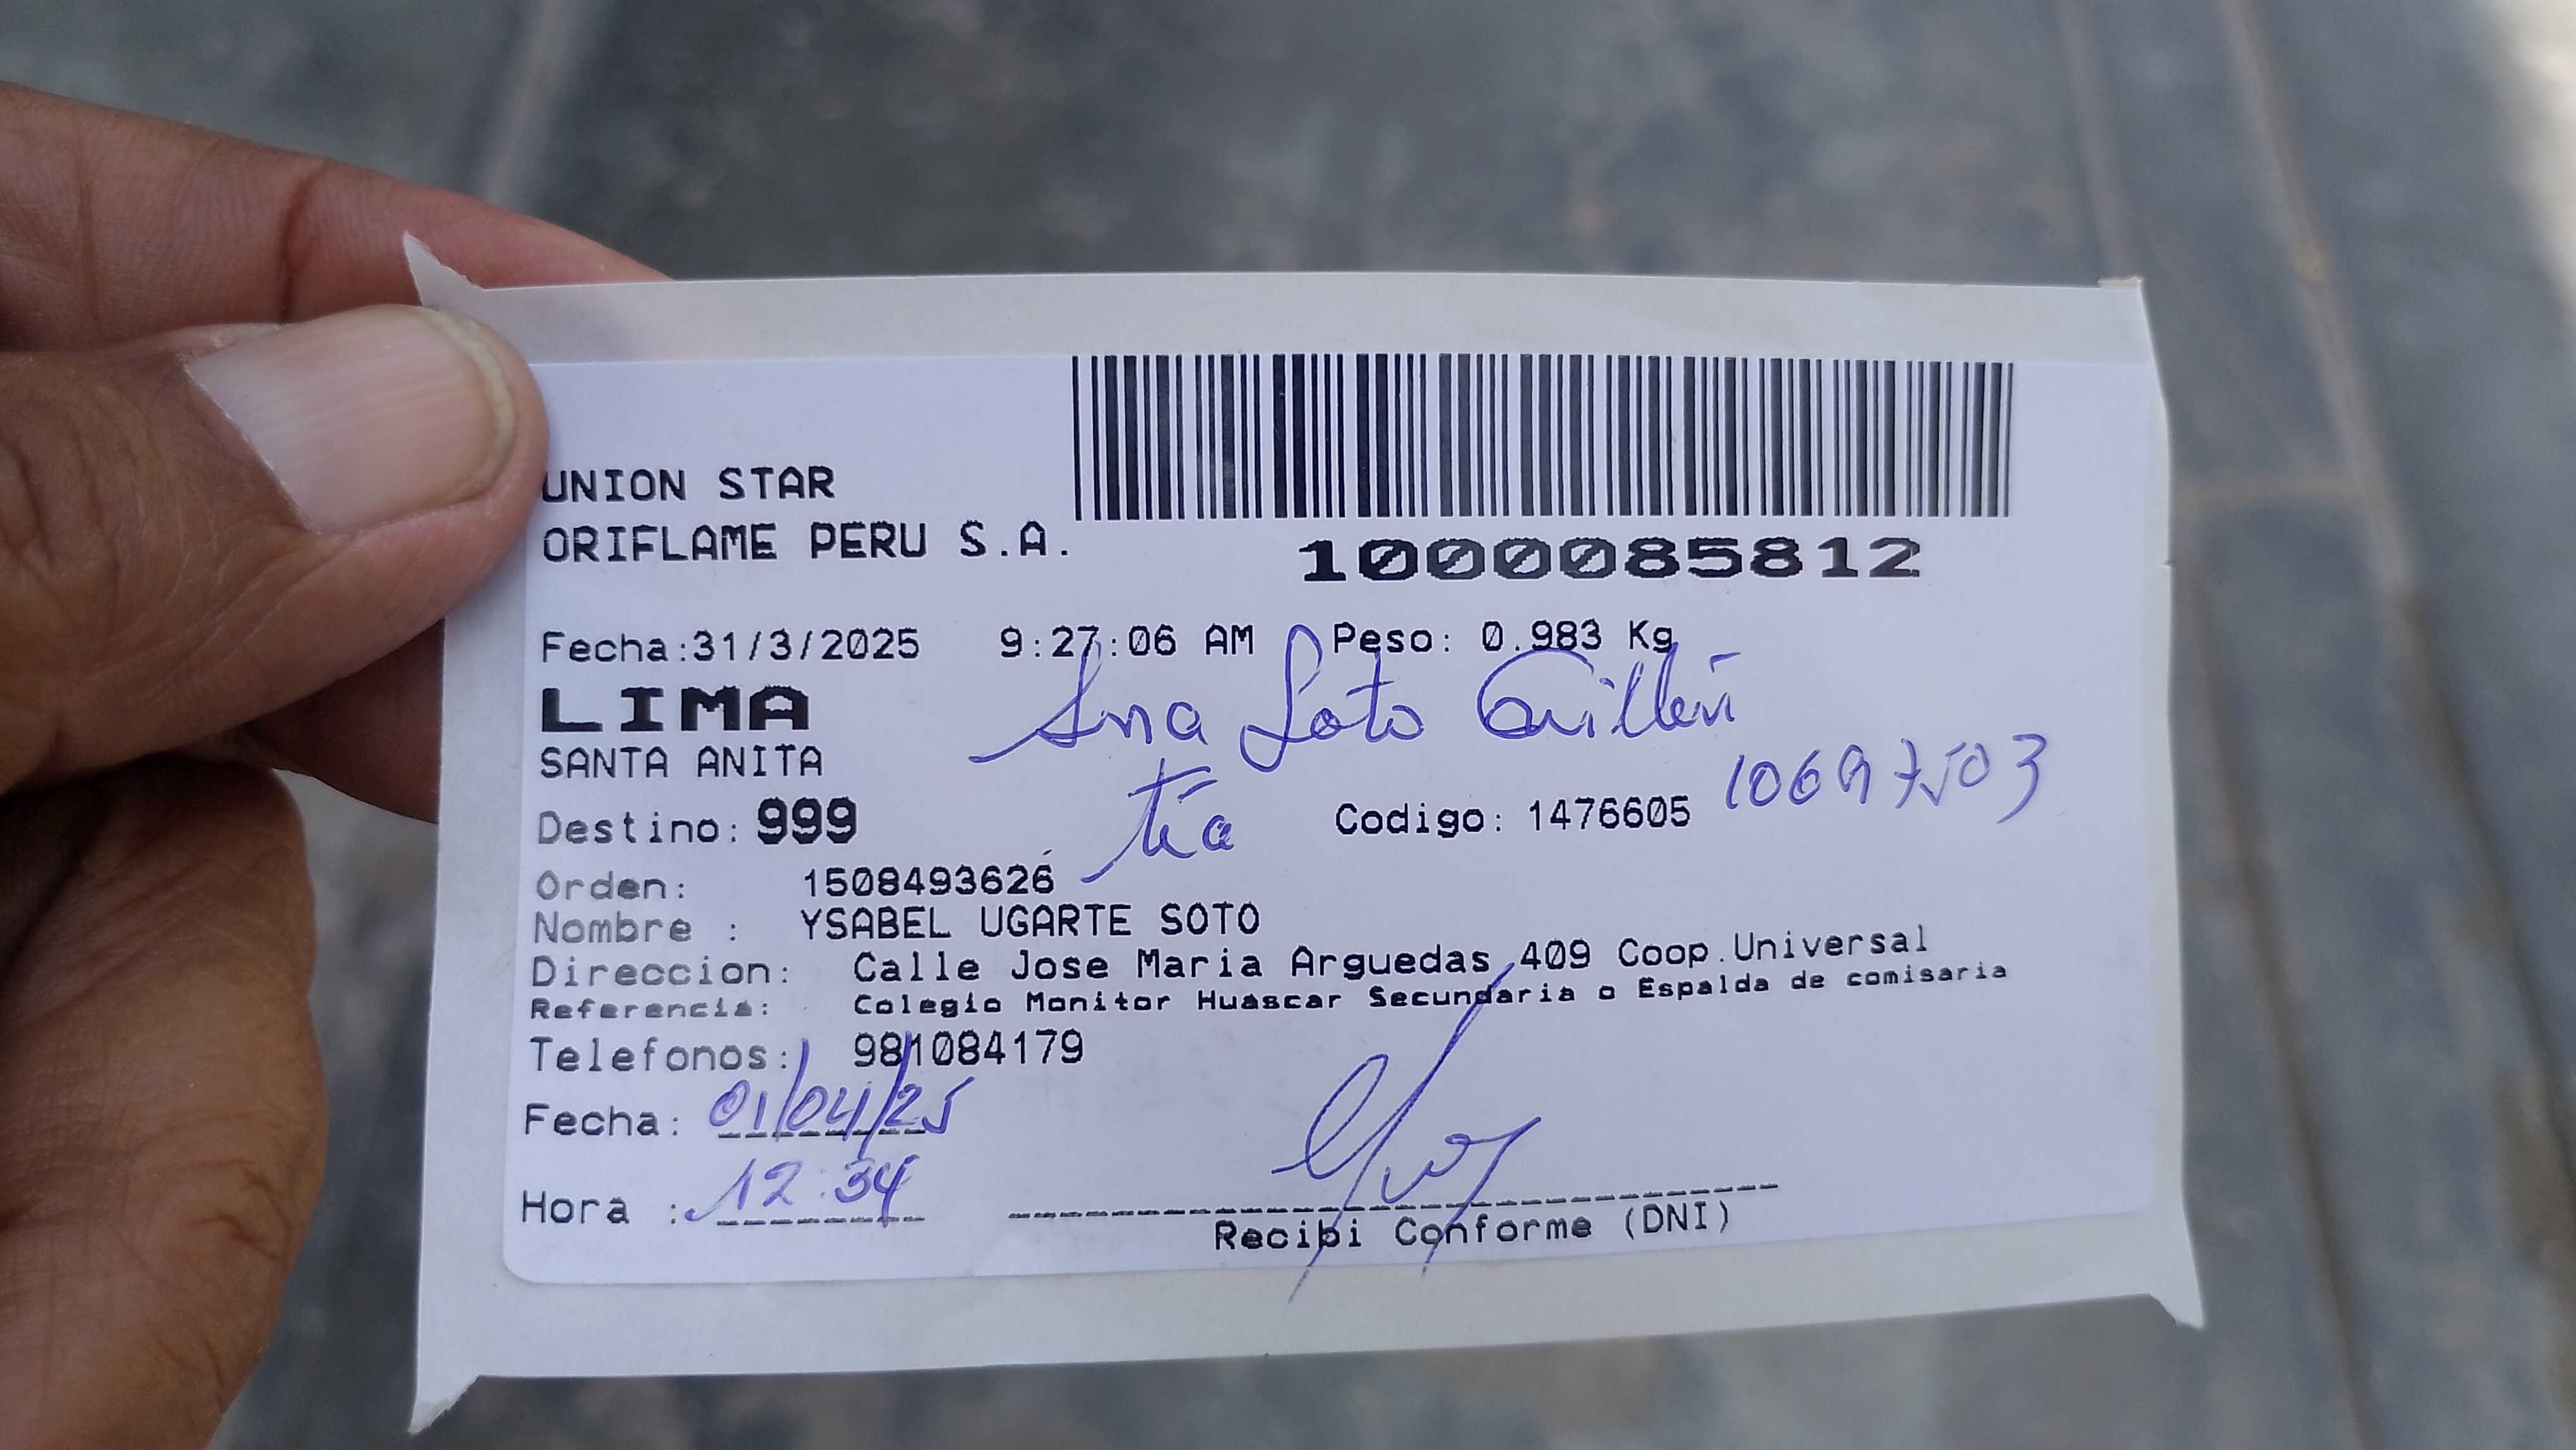 UNION STAR
ORIFLAME PERU S.A.
1000085812
Fecha:31/3/2025 9:27:06 AM Peso: 0.983 Kg
LIMA
Ana Soto Guillén
SANTA ANITA
tía
10697503
Destino: 999 Codigo: 1476605
Orden: 1508493626
Nombre : YSABEL UGARTE SOTO
Direccion: Calle Jose Maria Arguedas 409 Coop.Universal
Referencia: Colegio Monitor Huascar Secundaria o Espalda de comisaria
Telefonos: 981084179
Fecha: 01/04/25
Hora : 12:34
Recibi Conforme (DNI)